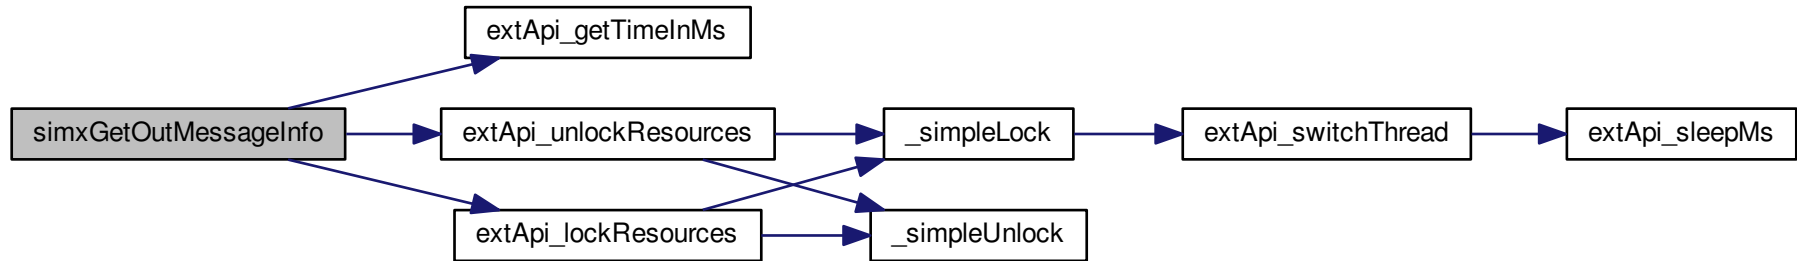 extApi_getTimeInMs
simxGetOutMessageInfo
extApi_unlockResources
_simpleLock
extApi_switchThread
extApi_sleepMs
extApi_lockResources
_simpleUnlock